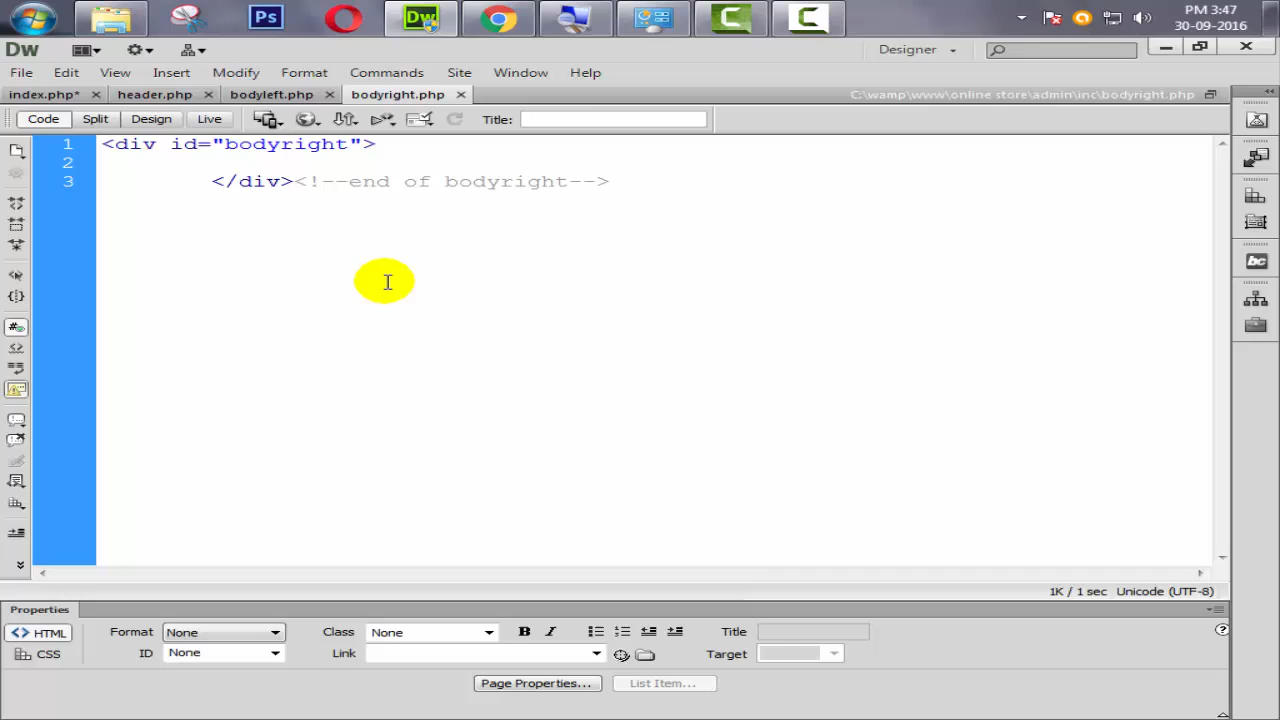 Ps
Dw
PM 3:47
30-09-2016
Dw
Designer
File Edit View Insert Modify Format Commands Site Window Help
index.php* header.php bodyleft.php bodyright.php C:\wamp\www\online store\admin\inc\bodyright.php
Code Split Design Live Title:
1 <div id="bodyright">
2
3 </div><!--end of bodyright-->
bc
1K / 1 sec Unicode (UTF-8)
Properties
<> HTML Format None Class None B I Title
CSS ID None Link Target
Page Properties... List Item...